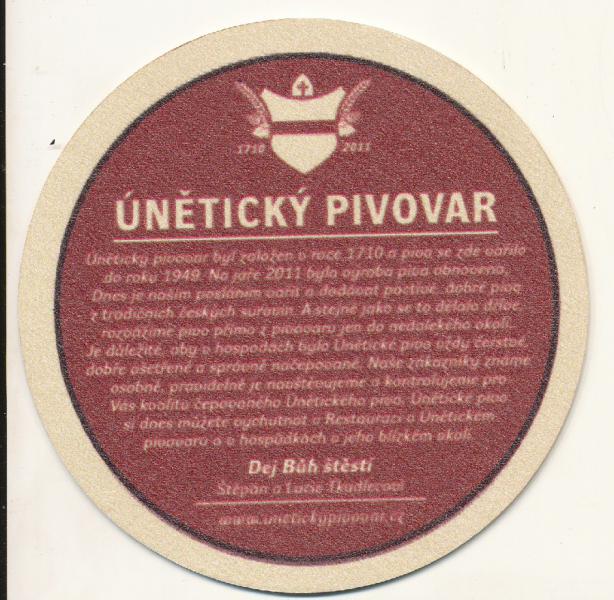 1710 2011
ÚNĚTICKÝ PIVOVAR
Únětický pivovar byl založen v roce 1710 a pivo se zde vařilo
do roku 1949. Na jaře 2011 byla výroba piva obnovena.
Dnes je naším posláním vařit a dodávat poctivé, dobré pivo
z tradičních českých surovin. A stejně jako se to dělalo dříve
rozvážíme pivo přímo z pivovaru jen do nedalekého okolí.
Je důležité, aby v hospodách bylo Únětické pivo vždy čerstvé,
dobře ošetřené a správně načepované. Naše zákazníky známe
osobně, pravidelně je navštěvujeme a kontrolujeme pro
Vás kvalitu čepovaného Únětického piva. Únětické pivo
si dnes můžete vychutnat v Restauraci v Únětickém
pivovaru a v hospůdkách v jeho blízkém okolí.
Dej Bůh štěstí
Štěpán a Lucie Tkadlecovi
www.unetickypivovar.cz